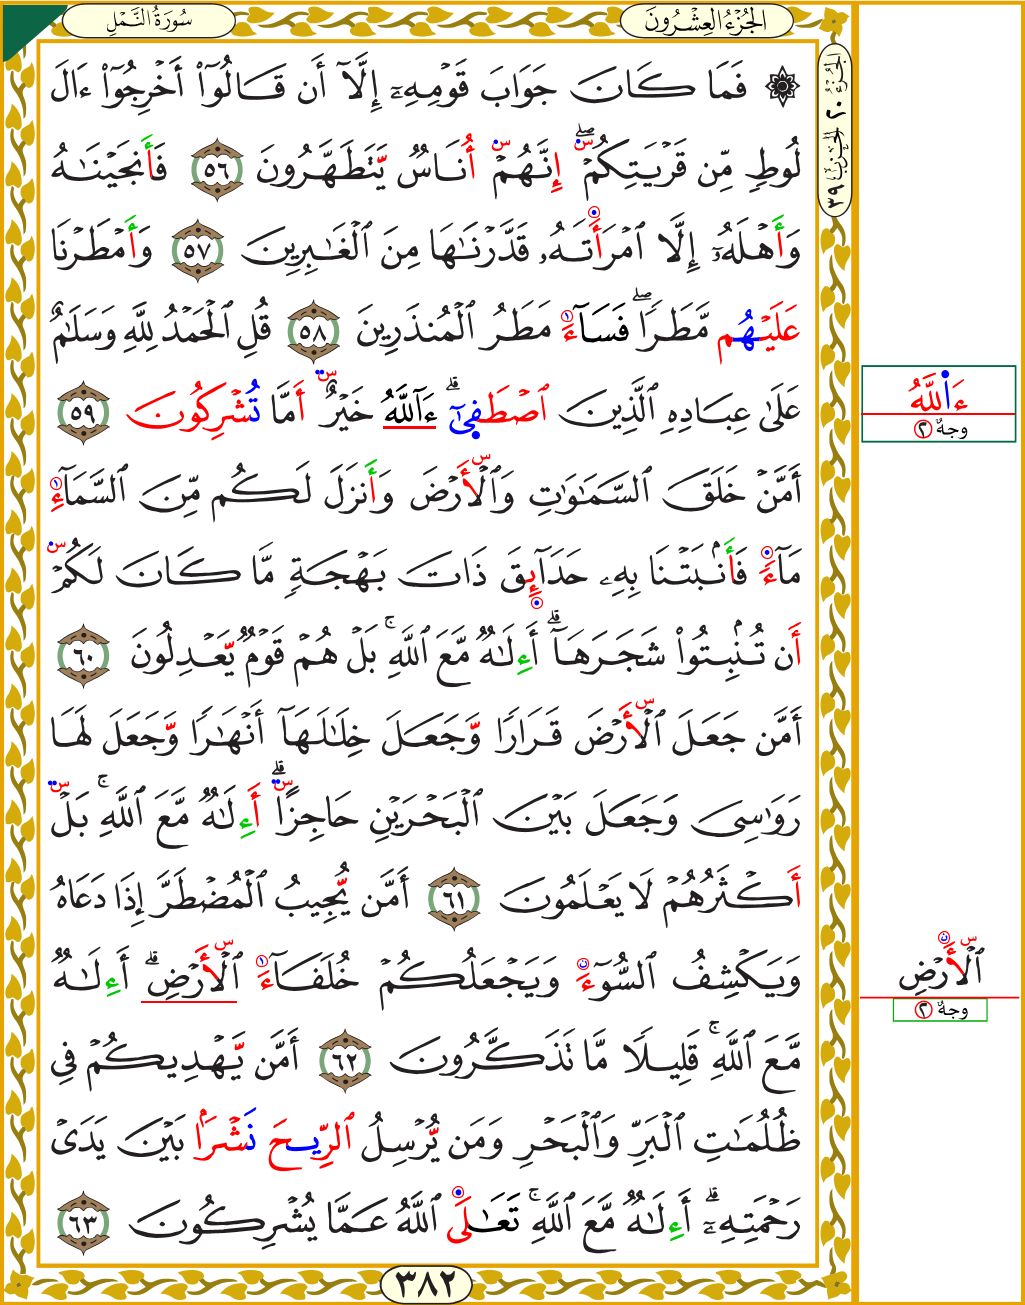 سُورَةُ النَّمْلِ
الجُزْءُ العِشْرُونَ
الجُزْءُ ٢٠ الحِزْبُ ٣٩
۞ فَمَا كَانَ جَوَابَ قَوْمِهِۦٓ إِلَّآ أَن قَالُوٓا۟ أَخْرِجُوٓا۟ ءَالَ
لُوطٍ مِّن قَرْيَتِكُمْ ۖ إِنَّهُمْ أُنَاسٌ يَتَطَهَّرُونَ ٥٦ فَأَنجَيْنَٰهُ
وَأَهْلَهُۥٓ إِلَّا ٱمْرَأَتَهُۥ قَدَّرْنَٰهَا مِنَ ٱلْغَٰبِرِينَ ٥٧ وَأَمْطَرْنَا
عَلَيْهُم مَّطَرًا ۖ فَسَآءَ مَطَرُ ٱلْمُنذَرِينَ ٥٨ قُلِ ٱلْحَمْدُ لِلَّهِ وَسَلَٰمٌ
عَلَىٰ عِبَادِهِ ٱلَّذِينَ ٱصْطَفِىٰٓ ۗ ءَآللَّهُ خَيْرٌ أَمَّا تُشْرِكُونَ ٥٩
أَمَّنْ خَلَقَ ٱلسَّمَٰوَٰتِ وَٱلْأَرْضَ وَأَنزَلَ لَكُم مِّنَ ٱلسَّمَآءِ
مَآءً فَأَنۢبَتْنَا بِهِۦ حَدَآئِقَ ذَاتَ بَهْجَةٍ مَّا كَانَ لَكُمْ
أَن تُنۢبِتُوا۟ شَجَرَهَآ ۗ أَءِلَٰهٌ مَّعَ ٱللَّهِ ۚ بَلْ هُمْ قَوْمٌ يَعْدِلُونَ ٦٠
أَمَّن جَعَلَ ٱلْأَرْضَ قَرَارًا وَجَعَلَ خِلَٰلَهَآ أَنْهَٰرًا وَجَعَلَ لَهَا
رَوَٰسِىَ وَجَعَلَ بَيْنَ ٱلْبَحْرَيْنِ حَاجِزًا ۗ أَءِلَٰهٌ مَّعَ ٱللَّهِ ۚ بَلْ
أَكْثَرُهُمْ لَا يَعْلَمُونَ ٦١ أَمَّن يُجِيبُ ٱلْمُضْطَرَّ إِذَا دَعَاهُ
وَيَكْشِفُ ٱلسُّوٓءَ وَيَجْعَلُكُمْ خُلَفَآءَ ٱلْأَرْضِ ۗ أَءِلَٰهٌ
مَّعَ ٱللَّهِ ۚ قَلِيلًا مَّا تَذَكَّرُونَ ٦٢ أَمَّن يَهْدِيكُمْ فِى
ظُلُمَٰتِ ٱلْبَرِّ وَٱلْبَحْرِ وَمَن يُرْسِلُ ٱلرِّيحَ نَشْرًۢا بَيْنَ يَدَىْ
رَحْمَتِهِۦٓ ۗ أَءِلَٰهٌ مَّعَ ٱللَّهِ ۚ تَعَٰلَى ٱللَّهُ عَمَّا يُشْرِكُونَ ٦٣
٣٨٢
ءَاْللَّهُ
وجهٌ ٢
ٱلْأَرْضِ
وجهٌ ٢